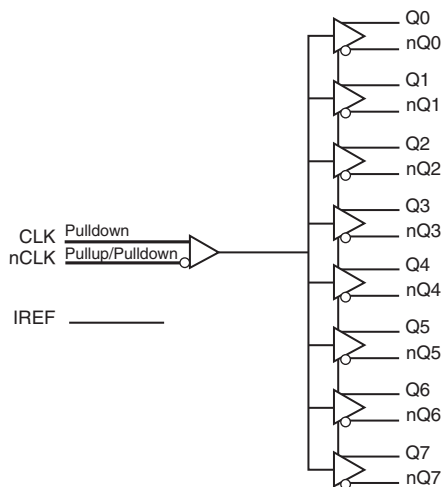 Q0
nQ0
Q1
nQ1
Q2
nQ2
Q3
nQ3
CLK Pulldown
nCLK Pullup/Pulldown
Q4
nQ4
IREF
Q5
nQ5
Q6
nQ6
Q7
nQ7